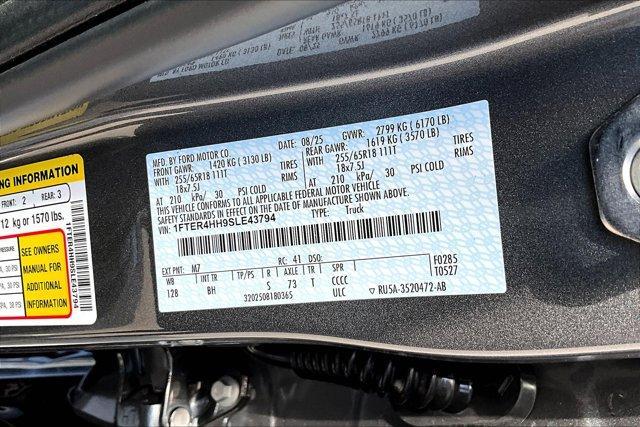 MFD. BY FORD MOTOR CO. DATE: 08/25 GVWR: 2799 KG ( 6170 LB)
FRONT GAWR: 1420 KG ( 3130 LB) REAR GAWR: 1619 KG ( 3570 LB)
WITH 255/65R18 111T TIRES WITH 255/65R18 111T TIRES
18x7.5J RIMS 18x7.5J RIMS
AT 210 kPa/ 30 PSI COLD AT 210 kPa/ 30 PSI COLD
THIS VEHICLE CONFORMS TO ALL APPLICABLE FEDERAL MOTOR VEHICLE
SAFETY STANDARDS IN EFFECT ON THE DATE OF MANUFACTURE SHOWN ABOVE.
VIN: 1FTER4HH9SLE43794 TYPE: Truck
EXT PNT: M7 RC: 41 DSO: F0285
WB INT TR TP/PS R AXLE TR SPR T0527
128 BH S 73 T CCCC
3202508180365 ULC RU5A-3520472-AB
ING INFORMATION
FRONT: 2 REAR: 3
12 kg or 1570 lbs.
SEE OWNERS
MANUAL FOR
ADDITIONAL
INFORMATION
1FTER4HH9SLE43794